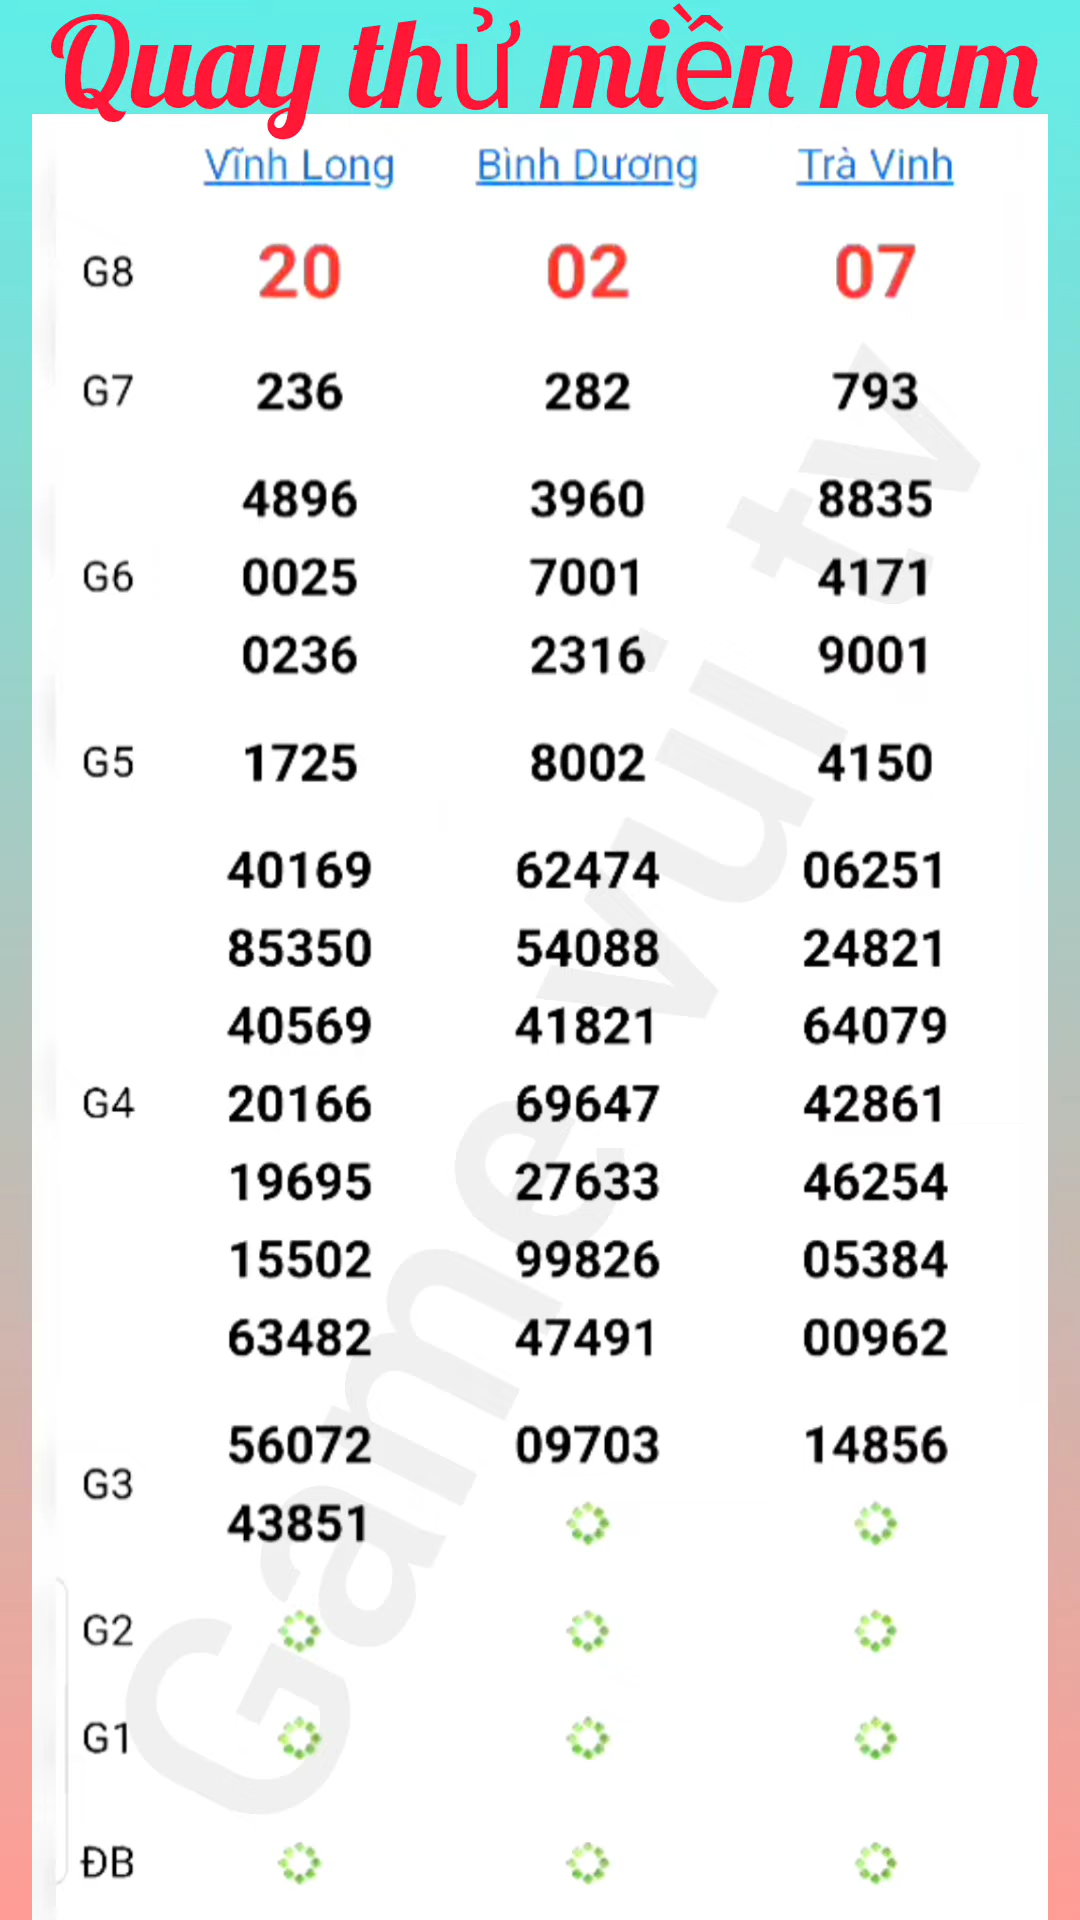 Quay thử miền nam
Vĩnh Long Bình Dương Trà Vinh
G8 20 02 07
G7 236 282 793
4896 3960 8835
G6 0025 7001 4171
0236 2316 9001
G5 1725 8002 4150
40169 62474 06251
85350 54088 24821
40569 41821 64079
G4 20166 69647 42861
19695 27633 46254
15502 99826 05384
63482 47491 00962
G3 56072 09703 14856
43851
G2
G1
ĐB
Gamevui tv